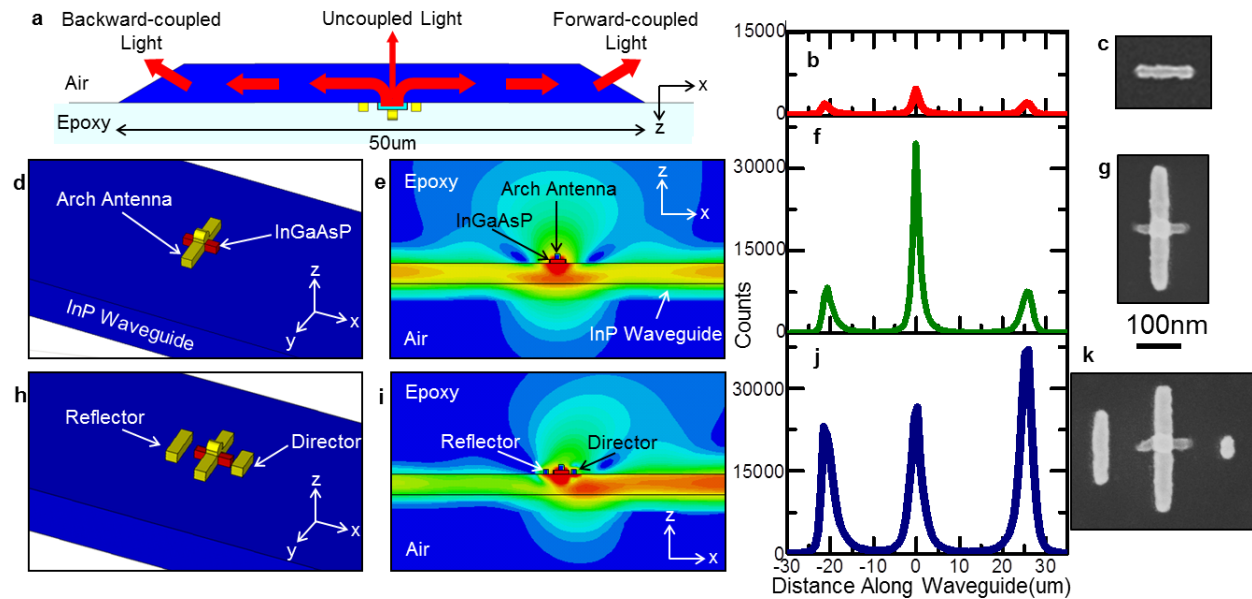 a
Backward-coupled
Light
Uncoupled Light
Forward-coupled
Light
Air
x
z
Epoxy
50um
d
Arch Antenna
InGaAsP
z
x
y
InP Waveguide
e
Epoxy
Arch Antenna
InGaAsP
z
x
InP Waveguide
Air
h
Reflector
Director
z
x
y
i
Epoxy
Reflector
Director
z
x
Air
15000
b
0
f
30000
15000
0
j
30000
15000
0
Counts
-30 -20 -10 0 10 20 30
Distance Along Waveguide(um)
c
g
100nm
k